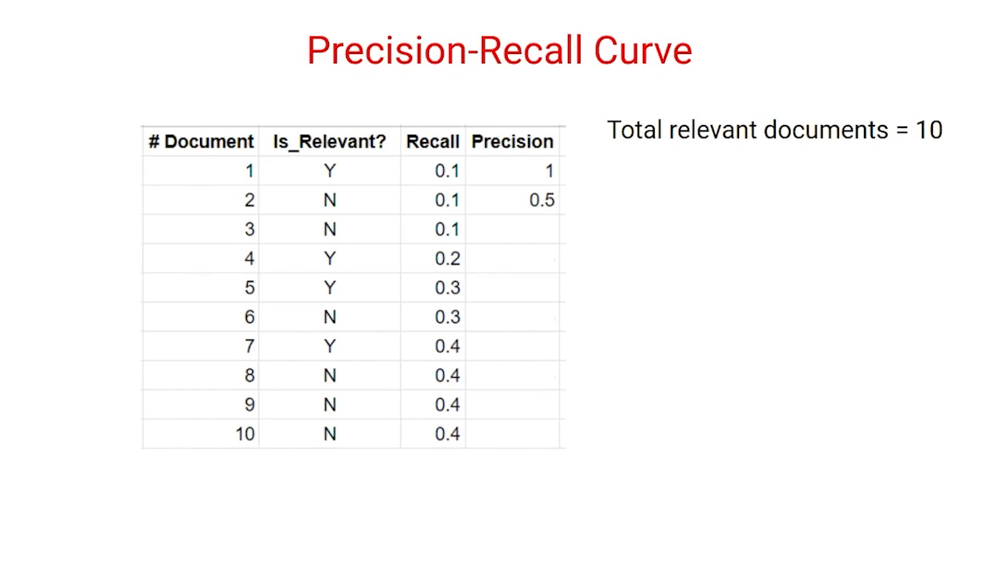 Precision-Recall Curve
Total relevant documents = 10
# Document Is_Relevant? Recall Precision
1 Y 0.1 1
2 N 0.1 0.5
3 N 0.1
4 Y 0.2
5 Y 0.3
6 N 0.3
7 Y 0.4
8 N 0.4
9 N 0.4
10 N 0.4